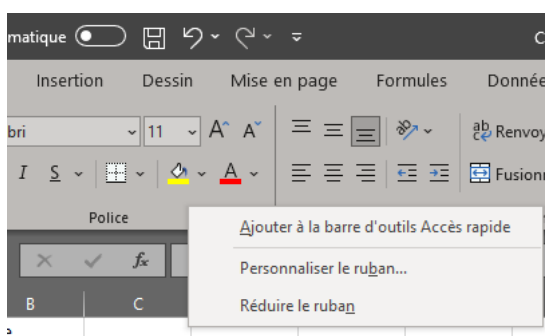 matique
Insertion Dessin Mise en page Formules Donnée
bri 11 A A ab Renvoy
I S A Fusionn
Police
Ajouter à la barre d'outils Accès rapide
fx
Personnaliser le ruban...
B C
Réduire le ruban